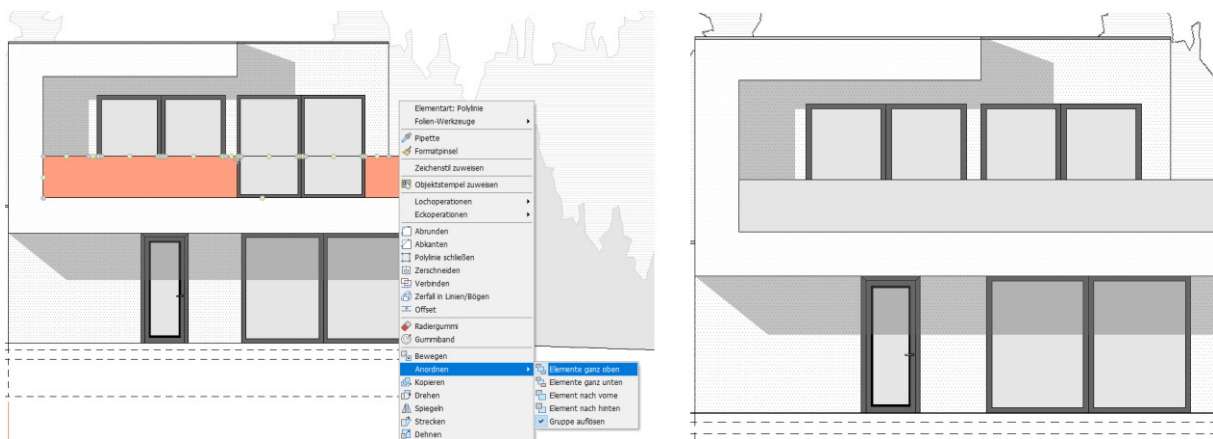 Elementart: Polylinie
Folien-Werkzeuge
Pipette
Formatpinsel
Zeichenstil zuweisen
Objektstempel zuweisen
Lochoperationen
Eckoperationen
Abrunden
Abkanten
Polylinie schließen
Zerschneiden
Verbinden
Zerfall in Linien/Bögen
Offset
Radiergummi
Gummiband
Bewegen
Anordnen
Kopieren
Drehen
Spiegeln
Strecken
Dehnen
Elemente ganz oben
Elemente ganz unten
Element nach vorne
Element nach hinten
Gruppe auflösen